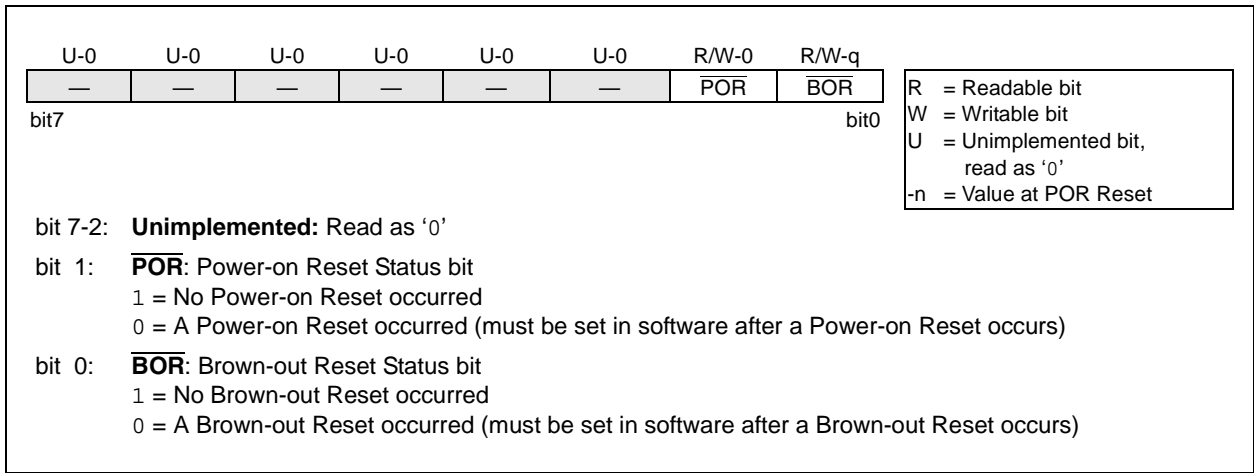 U-0 U-0 U-0 U-0 U-0 U-0 R/W-0 R/W-q
— — — — — — P̅O̅R̅ B̅O̅R̅
bit7 bit0
R = Readable bit
W = Writable bit
U = Unimplemented bit,
read as ‘0’
-n = Value at POR Reset
bit 7-2: Unimplemented: Read as ‘0’
bit 1: P̅O̅R̅: Power-on Reset Status bit
1 = No Power-on Reset occurred
0 = A Power-on Reset occurred (must be set in software after a Power-on Reset occurs)
bit 0: B̅O̅R̅: Brown-out Reset Status bit
1 = No Brown-out Reset occurred
0 = A Brown-out Reset occurred (must be set in software after a Brown-out Reset occurs)